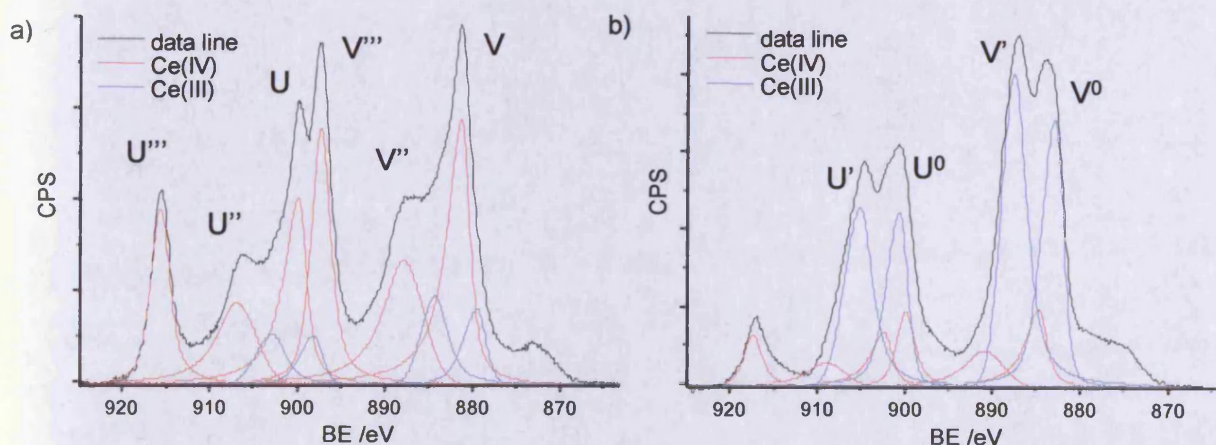 a)
data line
Ce(IV)
Ce(III)
U'''
U''
U
V'''
V''
V
CPS
920 910 900 890 880 870
BE /eV
b)
data line
Ce(IV)
Ce(III)
U'
U⁰
V'
V⁰
CPS
920 910 900 890 880 870
BE /eV